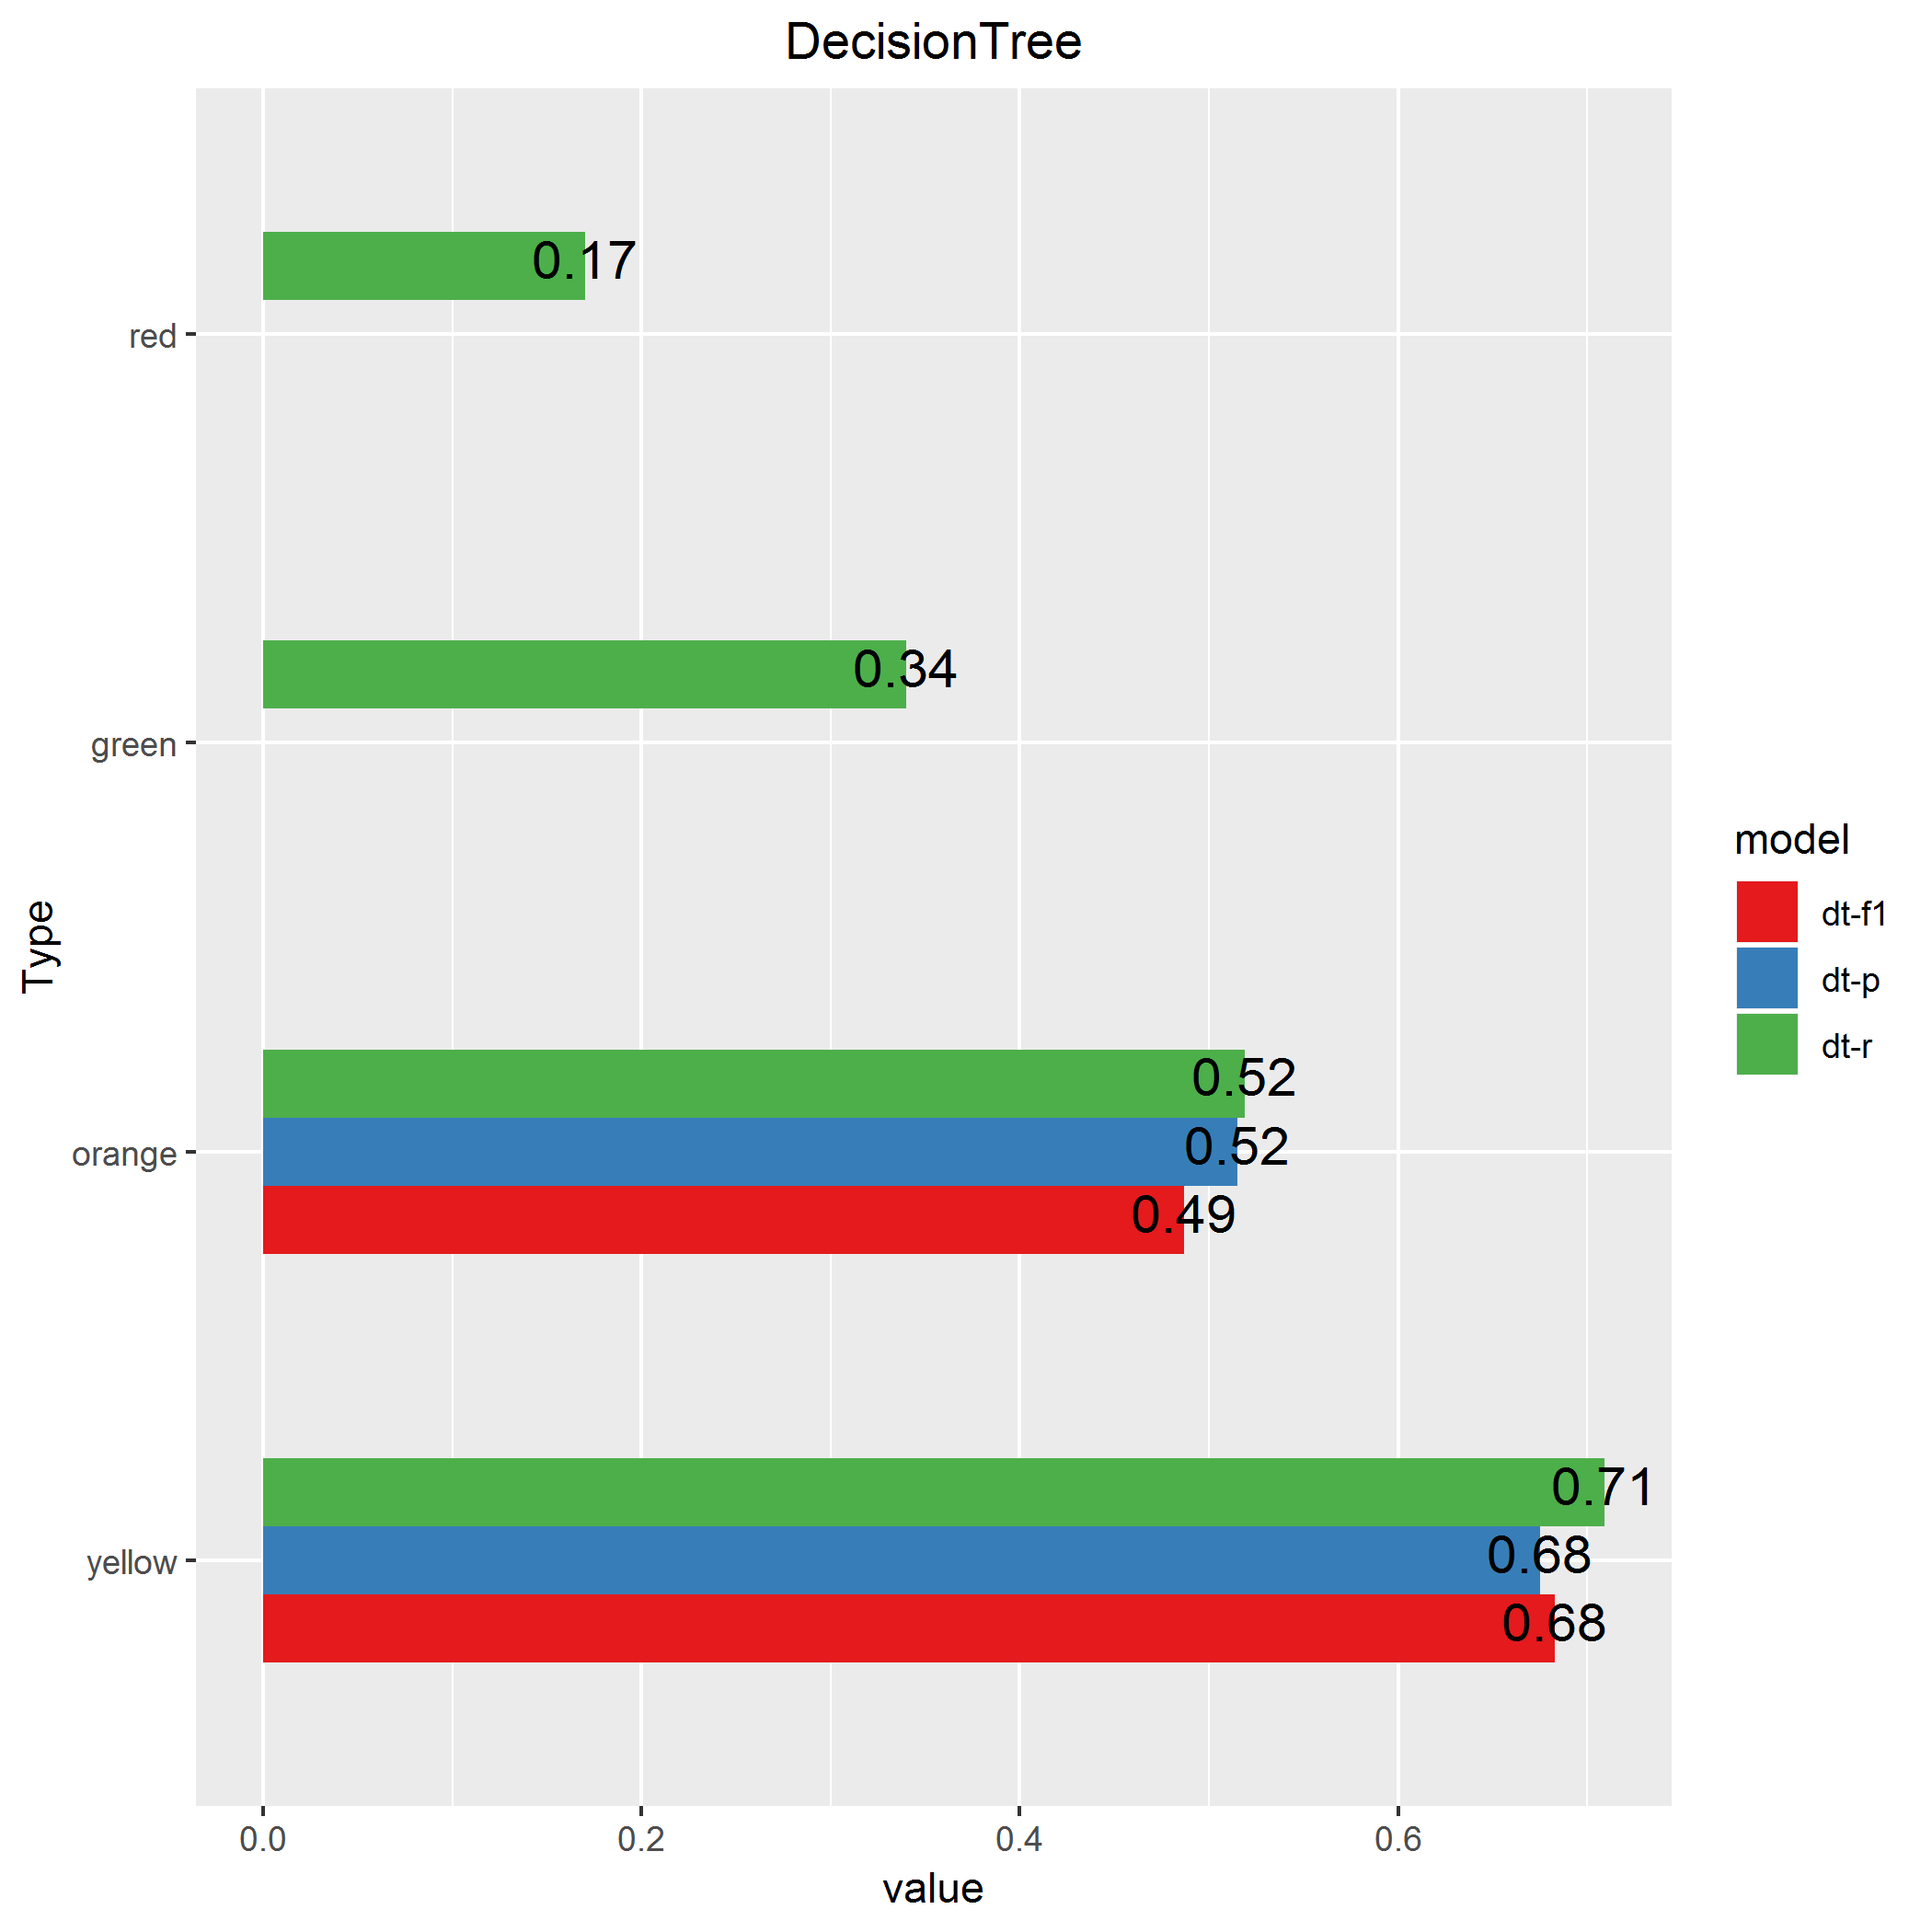 DecisionTree
0.17
red
0.34
green
model
dt-f1
dt-p
dt-r
Type
0.52
0.52
orange
0.49
0.71
0.68
yellow
0.68
0.0 0.2 0.4 0.6
value